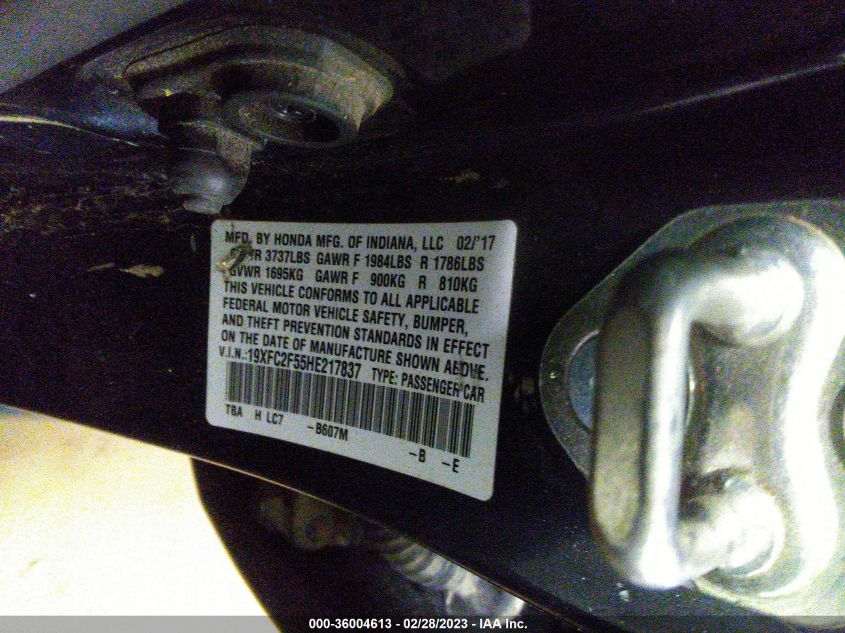 MFD. BY HONDA MFG. OF INDIANA, LLC 02/'17
R 3737LBS GAWR F 1984LBS R 1786LBS
GVWR 1695KG GAWR F 900KG R 810KG
THIS VEHICLE CONFORMS TO ALL APPLICABLE
FEDERAL MOTOR VEHICLE SAFETY, BUMPER,
AND THEFT PREVENTION STANDARDS IN EFFECT
ON THE DATE OF MANUFACTURE SHOWN ABOVE.
V.I.N.:19XFC2F55HE217837 TYPE: PASSENGER CAR
TBA H LC7 -B607M -B -E
000-36004613 - 02/28/2023 - IAA Inc.